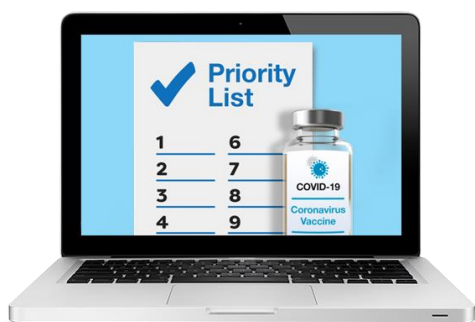 Priority
List
1 6
2 7
3 8
4 9
COVID-19
Coronavirus
Vaccine